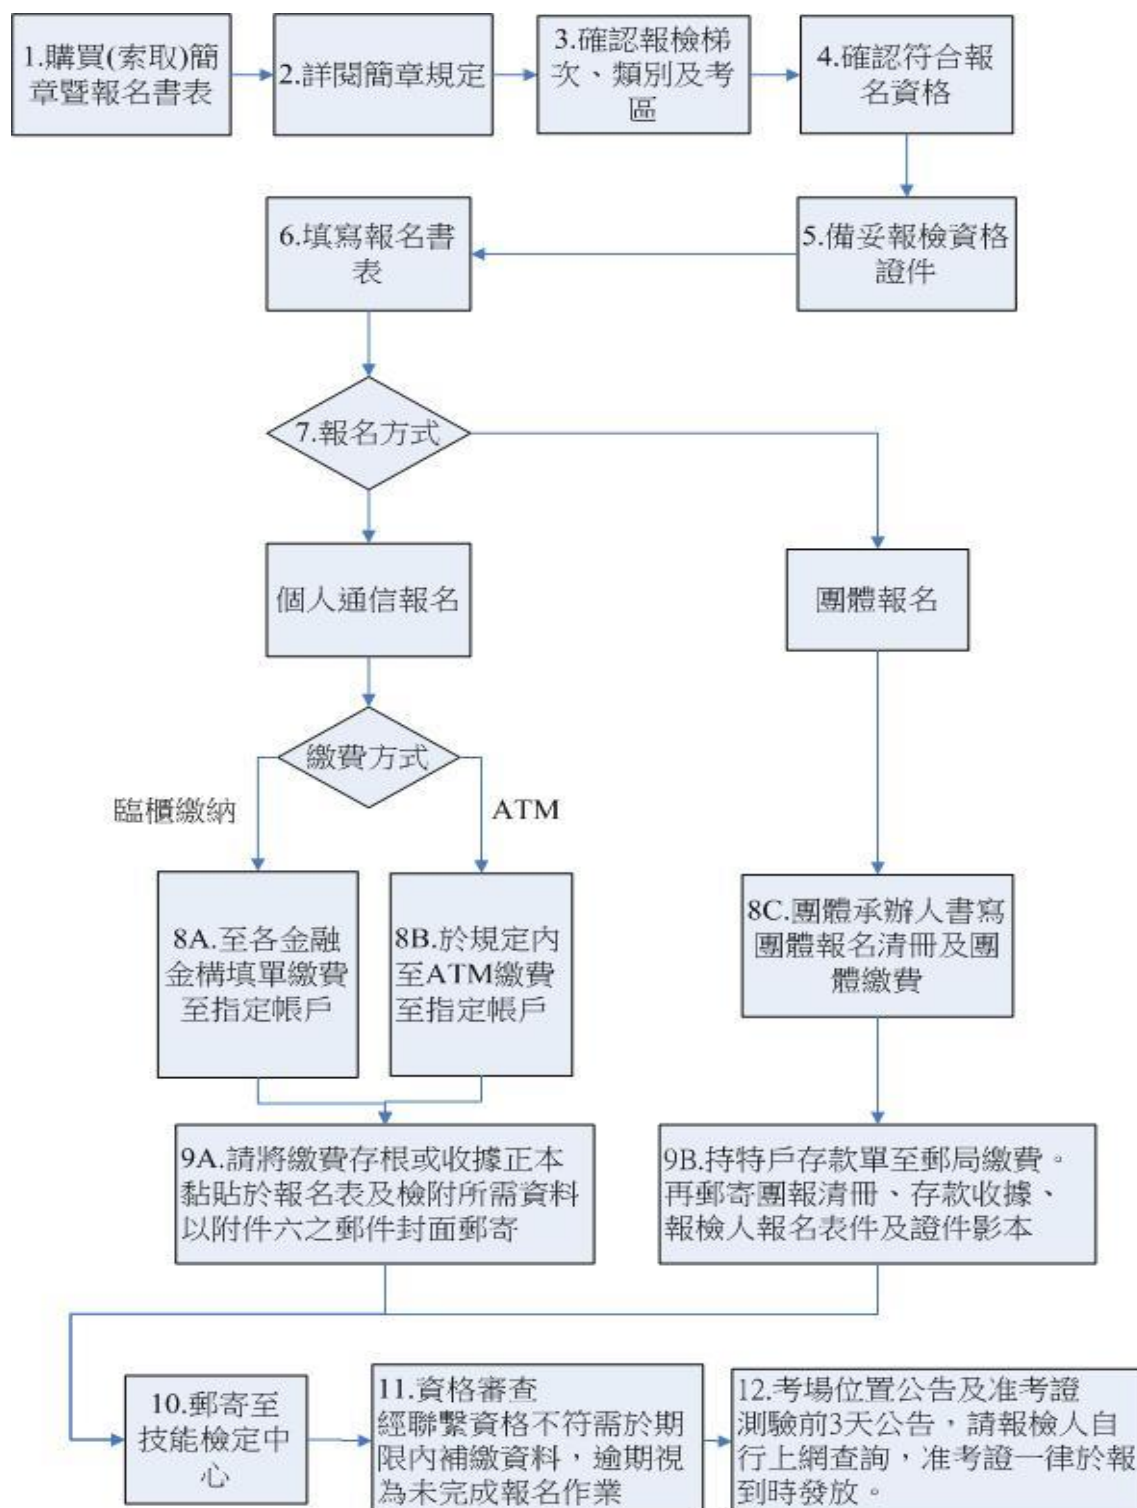 1.購買(索取)簡
章暨報名書表
2.詳閱簡章規定
3.確認報檢梯
次、類別及考
區
4.確認符合報
名資格
5.備妥報檢資格
證件
6.填寫報名書
表
7.報名方式
個人通信報名
團體報名
繳費方式
臨櫃繳納
ATM
8A.至各金融
金構填單繳費
至指定帳戶
8B.於規定內
至ATM繳費
至指定帳戶
8C.團體承辦人書寫
團體報名清冊及團
體繳費
9A.請將繳費存根或收據正本
黏貼於報名表及檢附所需資料
以附件六之郵件封面郵寄
9B.持特戶存款單至郵局繳費。
再郵寄團報清冊、存款收據、
報檢人報名表件及證件影本
10.郵寄至
技能檢定中
心
11.資格審查
經聯繫資格不符需於期
限內補繳資料，逾期視
為未完成報名作業
12.考場位置公告及准考證
測驗前3天公告，請報檢人自
行上網查詢，准考證一律於報
到時發放。